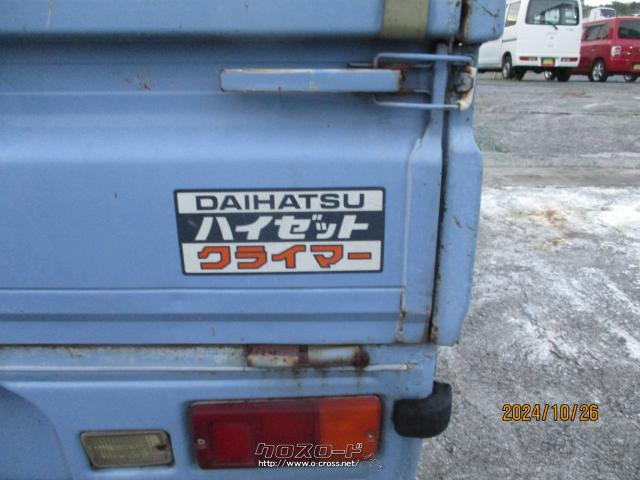 DAIHATSU
ハイゼット
クライマー
2024/10/26
クロスロード
http://www.o-cross.net/